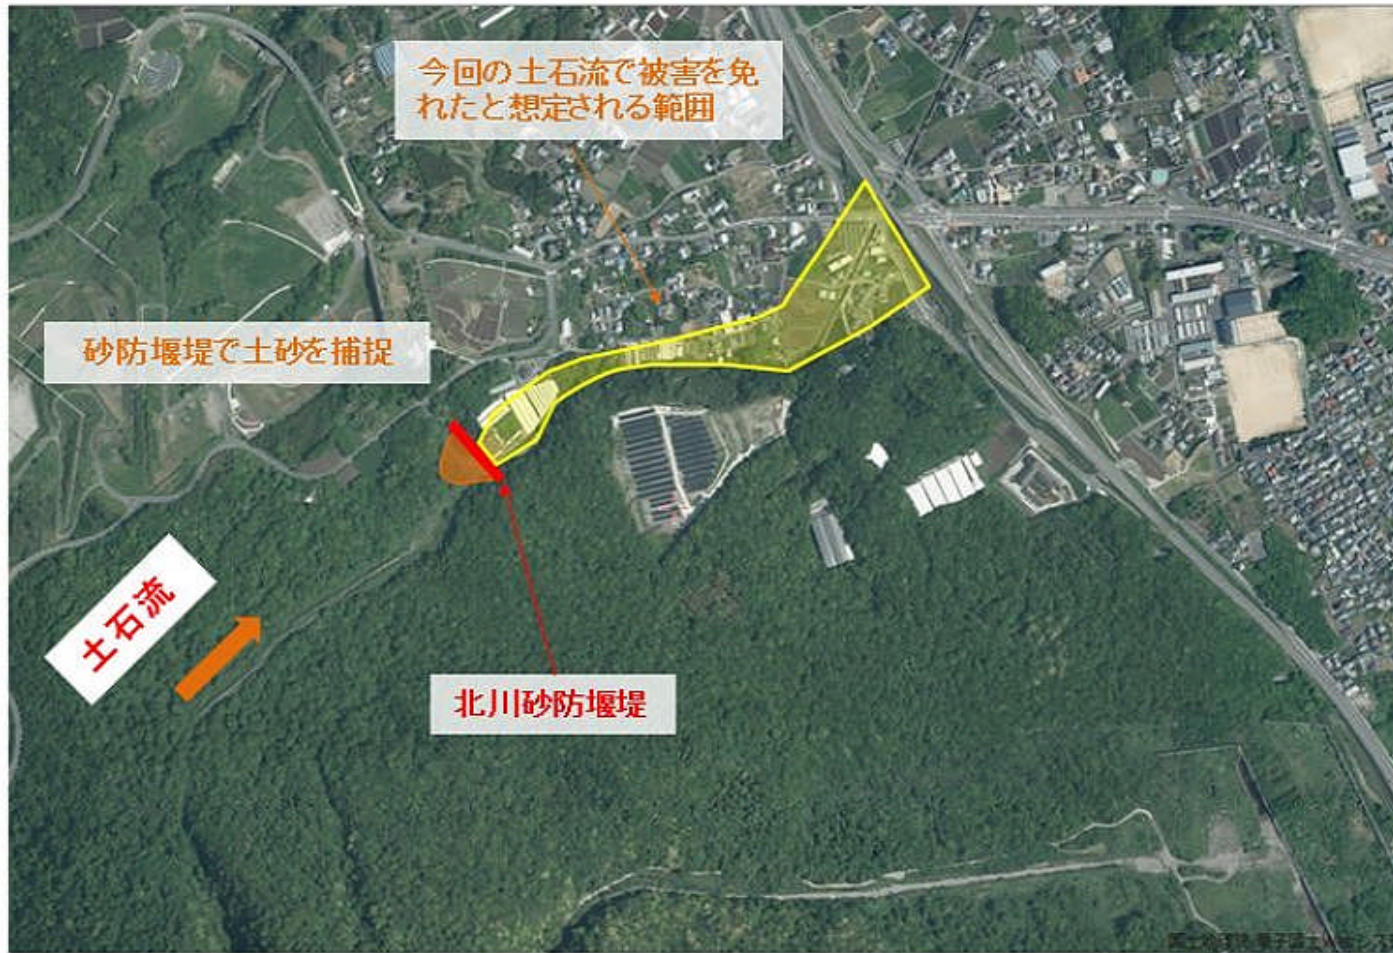 今回の土石流で被害を免
れたと想定される範囲
砂防堰堤で土砂を捕捉
土石流
北川砂防堰堤